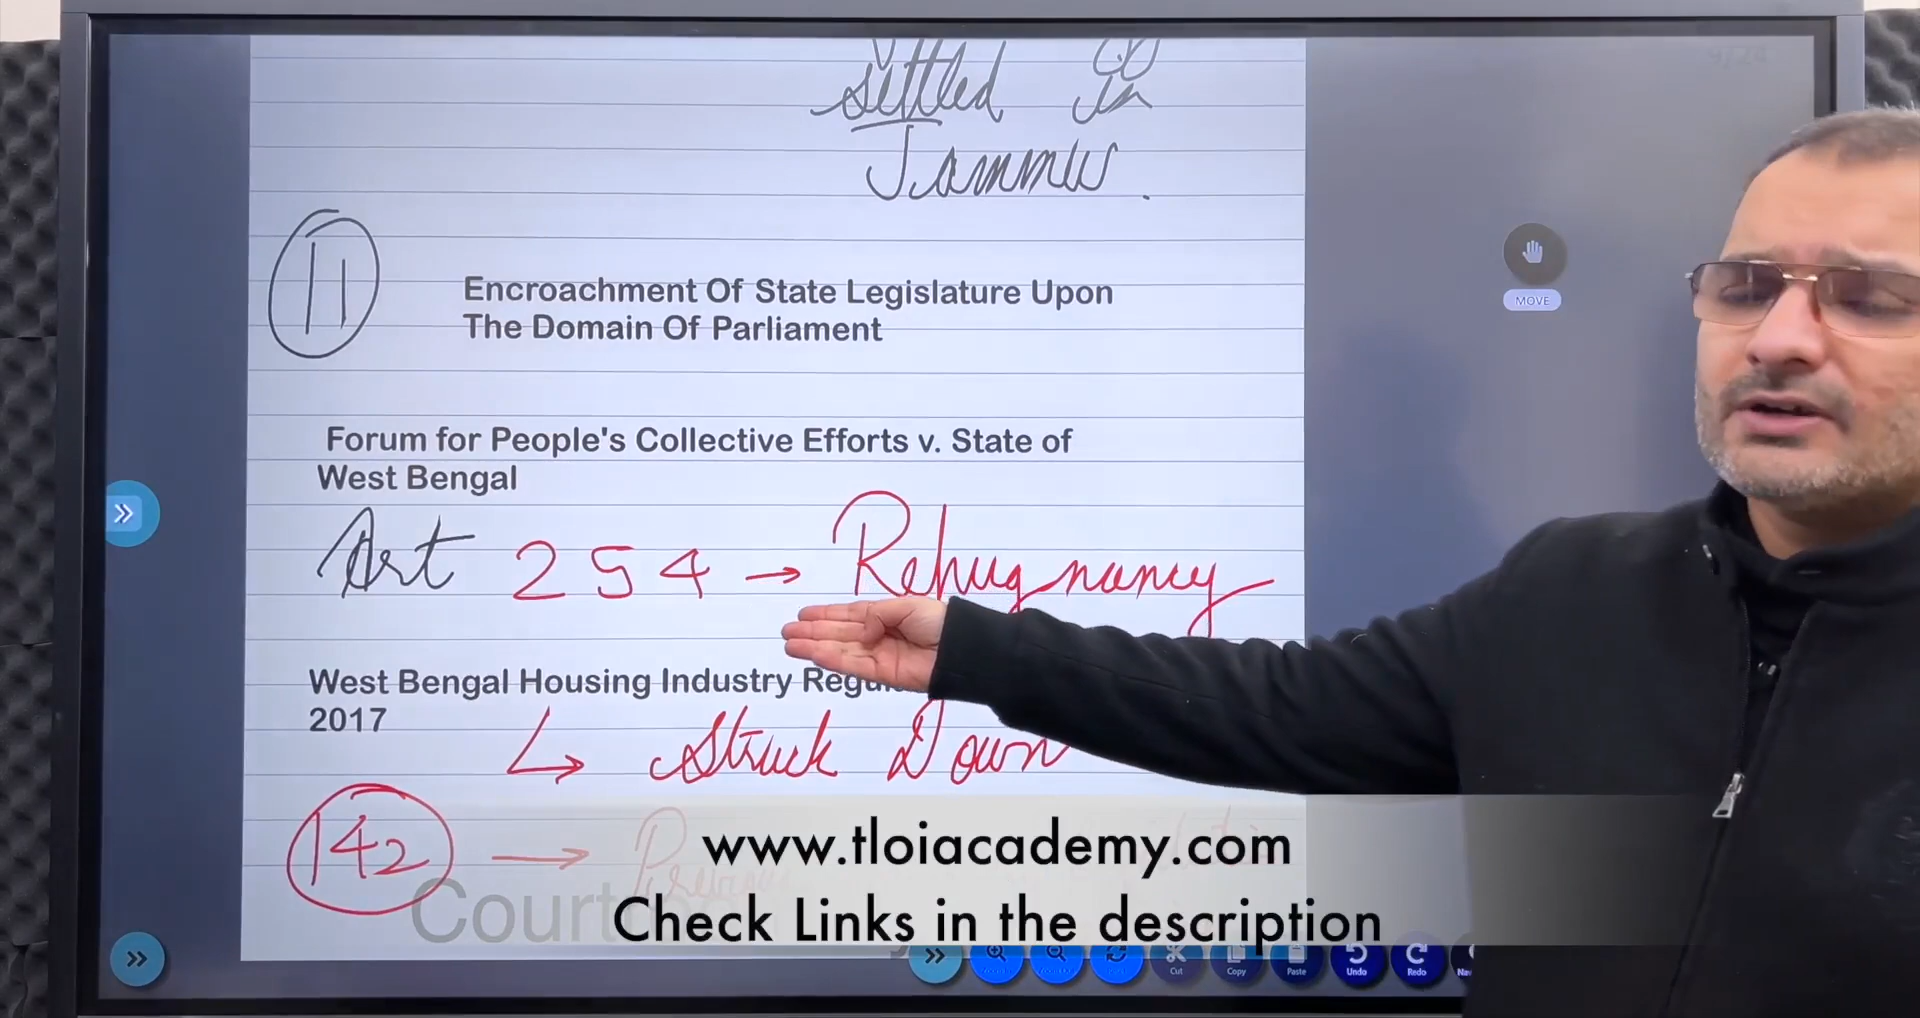 settled in
Jammu.
11
Encroachment Of State Legislature Upon
The Domain Of Parliament
Forum for People's Collective Efforts v. State of
West Bengal
Art 254 → Repugnancy
West Bengal Housing Industry
2017
↳ Struck Down
142 →
www.tloiacademy.com
Check Links in the description
MOVE
Cut
Copy
Paste
Undo
Redo